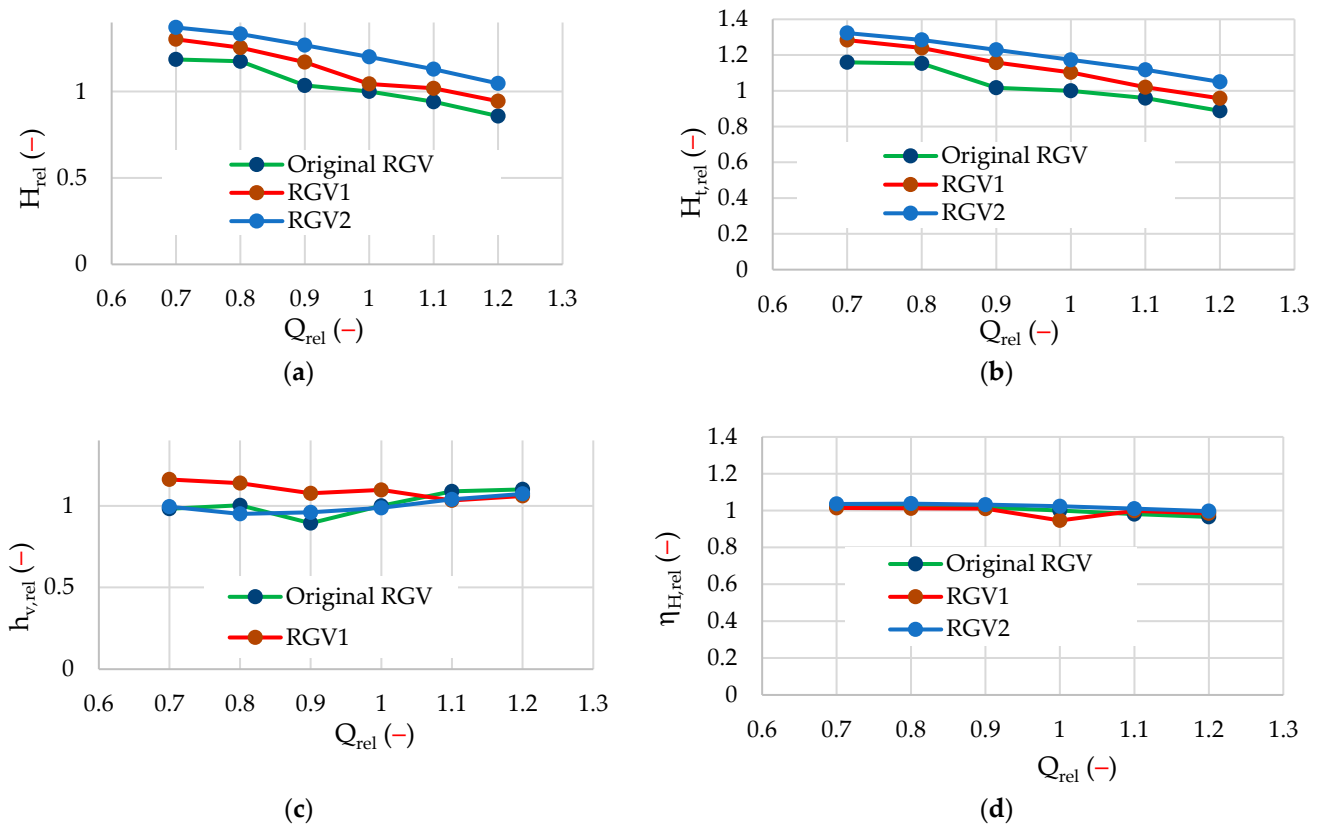 1
0.5
0
H_rel (–)
Original RGV
RGV1
RGV2
0.6 0.7 0.8 0.9 1 1.1 1.2 1.3
Q_rel (–)
(a)
1.4
1.2
1
0.8
0.6
0.4
0.2
0
H_t,rel (–)
Original RGV
RGV1
RGV2
0.6 0.7 0.8 0.9 1 1.1 1.2 1.3
Q_rel (–)
(b)
1
0.5
0
h_v,rel (–)
Original RGV
RGV1
0.6 0.7 0.8 0.9 1 1.1 1.2 1.3
Q_rel (–)
(c)
1.4
1.2
1
0.8
0.6
0.4
0.2
0
η_H,rel (–)
Original RGV
RGV1
RGV2
0.6 0.7 0.8 0.9 1 1.1 1.2 1.3
Q_rel (–)
(d)